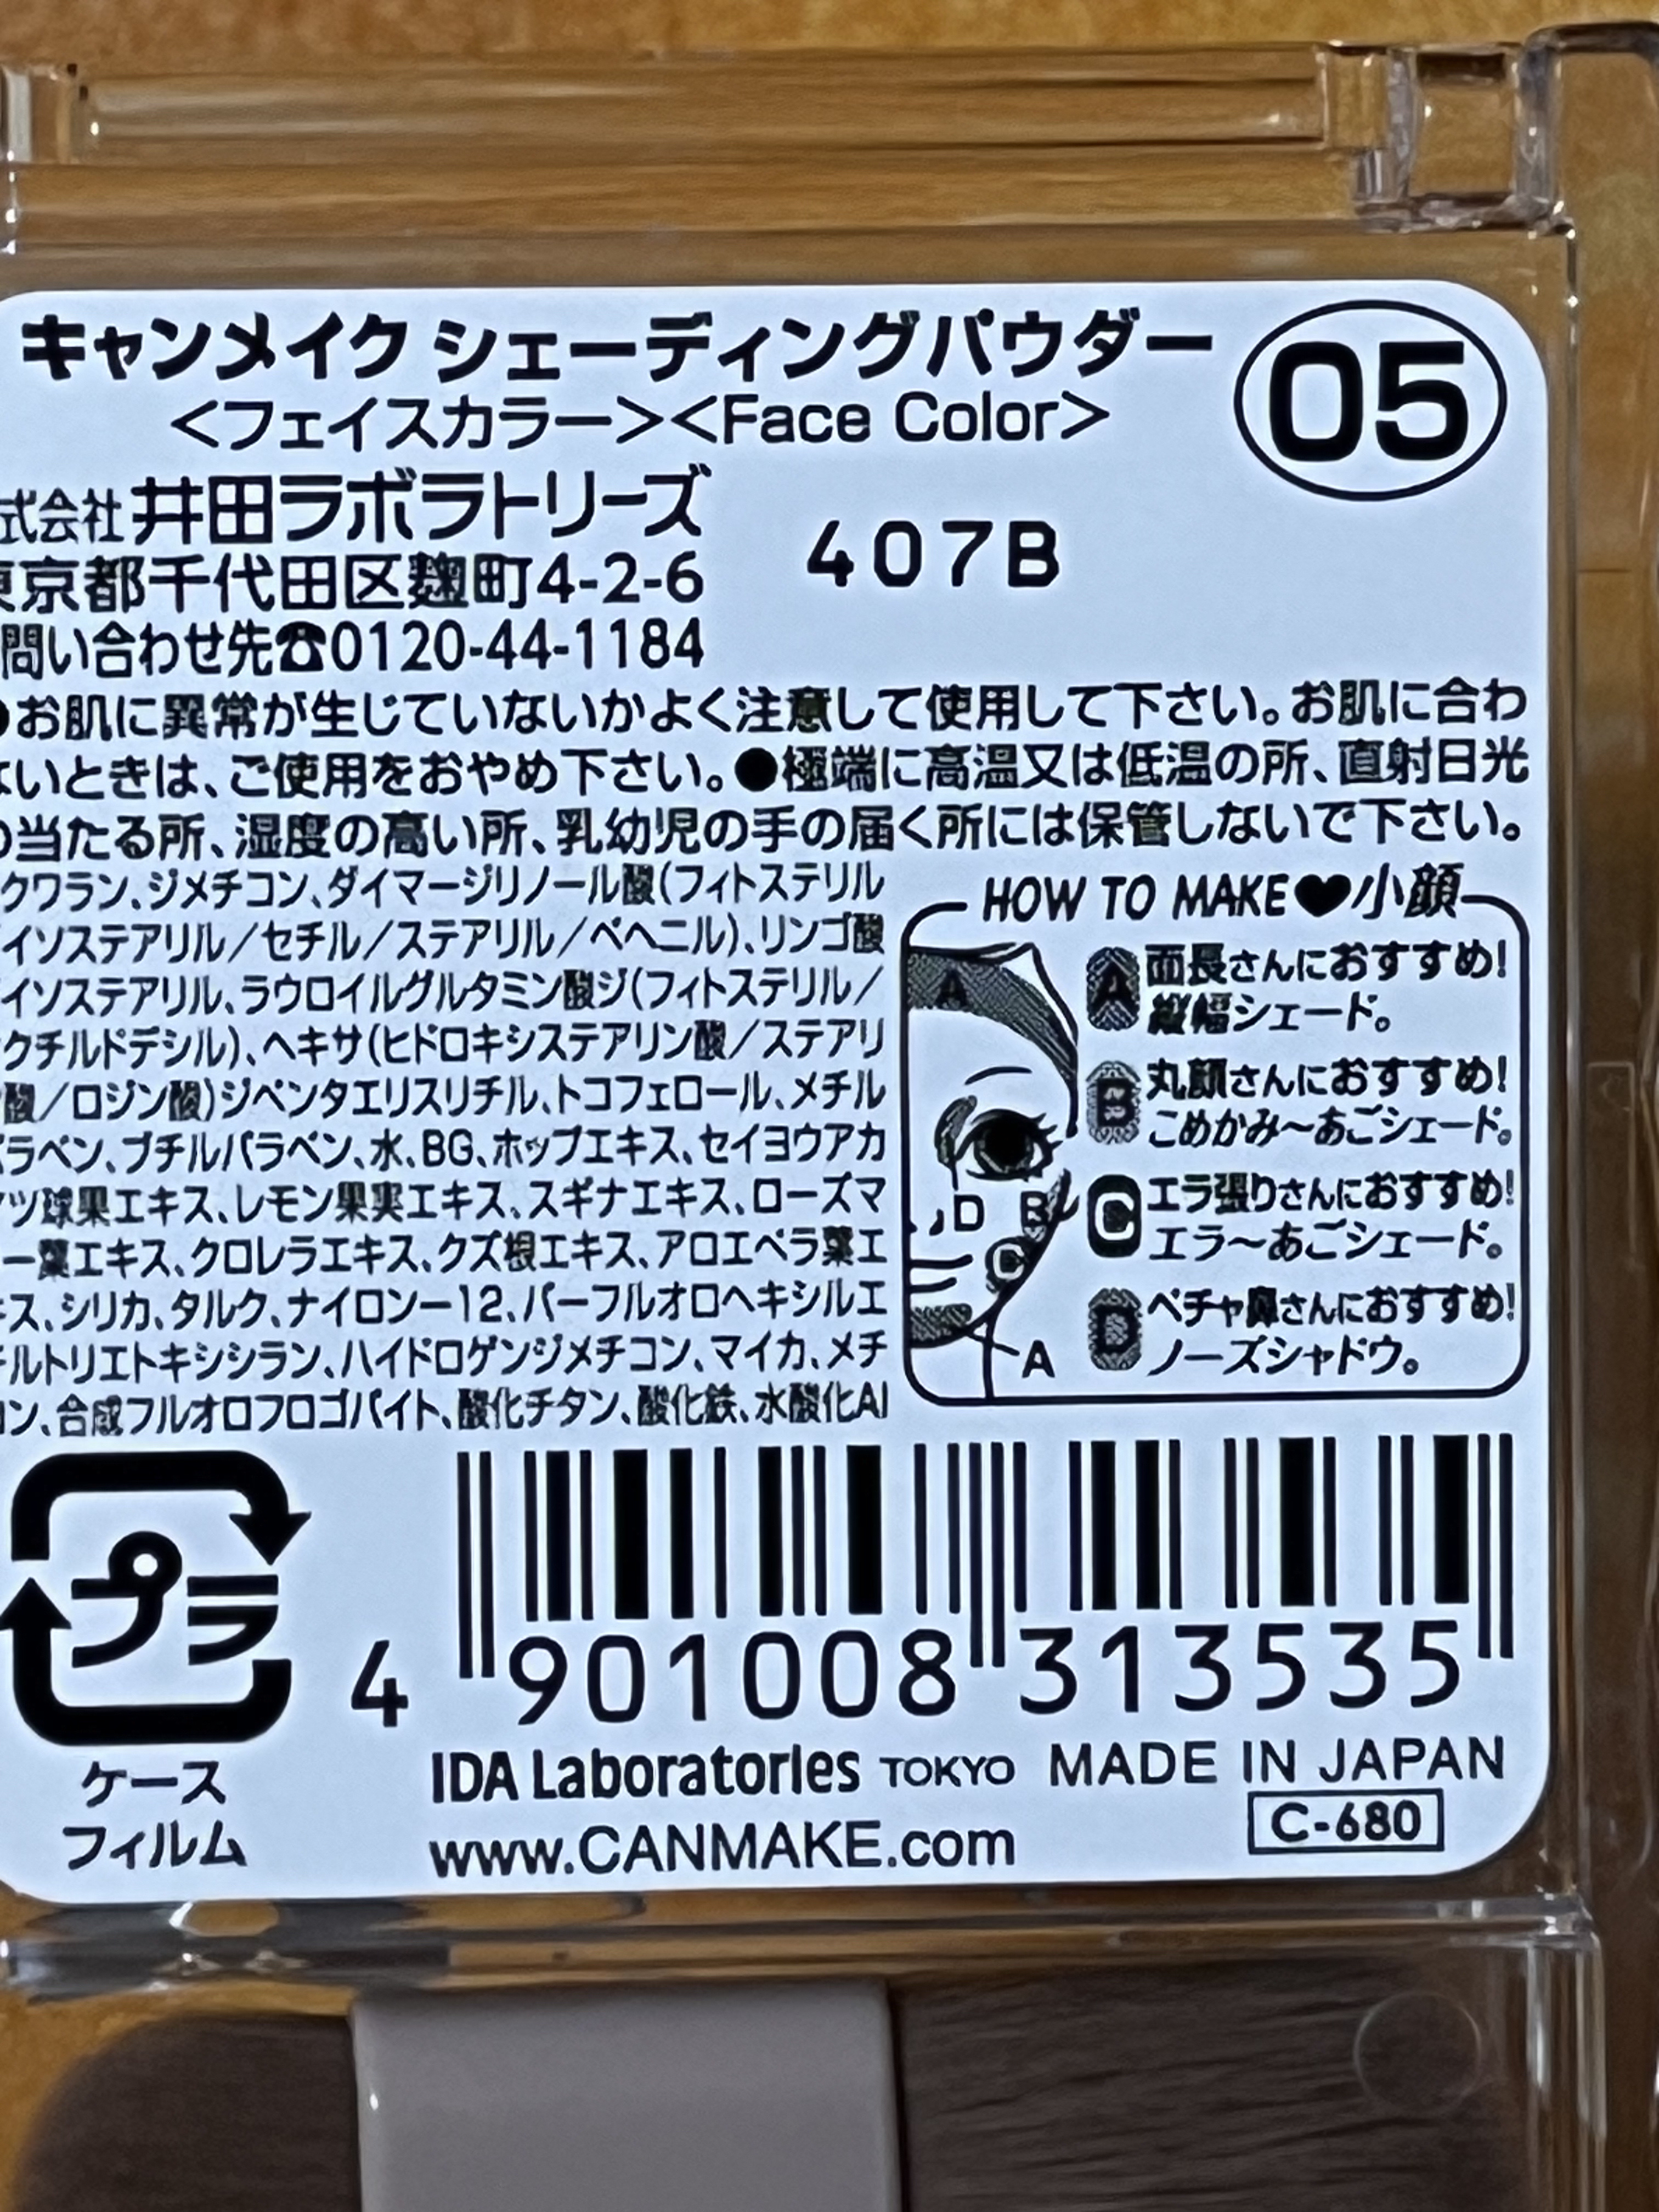 キャンメイク シェーディングパウダー
<フェイスカラー><Face Color>
05
式会社 井田ラボラトリーズ
407B
東京都千代田区麹町4-2-6
問い合わせ先☎0120-44-1184
●お肌に異常が生じていないかよく注意して使用して下さい。お肌に合わ
ないときは、ご使用をおやめ下さい。●極端に高温又は低温の所、直射日光
の当たる所、湿度の高い所、乳幼児の手の届く所には保管しないで下さい。
クワラン、ジメチコン、ダイマージリノール酸(フィトステリル
イソステアリル/セチル/ステアリル/ベヘニル)、リンゴ酸
イソステアリル、ラウロイルグルタミン酸ジ(フィトステリル/
クチルドデシル)、ヘキサ(ヒドロキシステアリン酸/ステアリ
酸/ロジン酸)ジペンタエリスリチル、トコフェロール、メチル
パラベン、ブチルパラベン、水、BG、ホップエキス、セイヨウアカ
マツ球果エキス、レモン果実エキス、スギナエキス、ローズマ
ー葉エキス、クロレラエキス、クズ根エキス、アロエベラ葉エ
キス、シリカ、タルク、ナイロンー12、パーフルオロヘキシルエ
チルトリエトキシシラン、ハイドロゲンジメチコン、マイカ、メチ
コン、合成フルオロフロゴパイト、酸化チタン、酸化鉄、水酸化Al
HOW TO MAKE♥小顔
A
D
B
C
A
A 面長さんにおすすめ!
縦幅シェード。
B 丸顔さんにおすすめ!
こめかみ〜あごシェード。
C エラ張りさんにおすすめ!
エラ〜あごシェード。
D ペチャ鼻さんにおすすめ!
ノーズシャドウ。
プラ
ケース
フィルム
4 901008 313535
IDA Laboratories TOKYO MADE IN JAPAN
www.CANMAKE.com
C-680